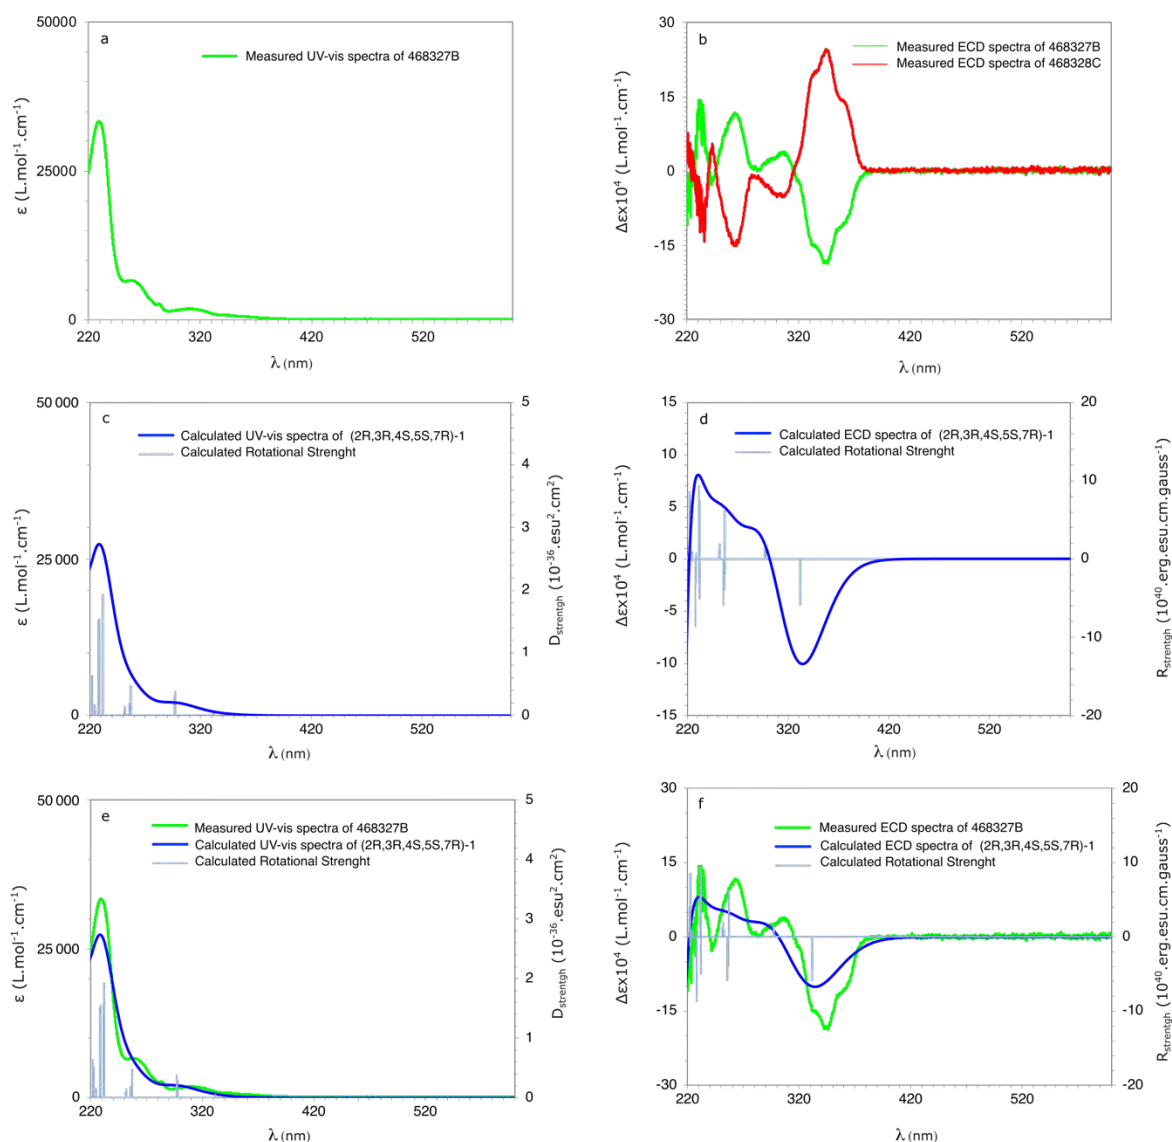 a
Measured UV-vis spectra of 468327B
50000
25000
0
220
320
420
520
ε (L.mol⁻¹.cm⁻¹)
λ (nm)
b
Measured ECD spectra of 468327B
Measured ECD spectra of 468328C
30
15
0
-15
-30
220
320
420
520
Δεx10⁴ (L.mol⁻¹.cm⁻¹)
λ (nm)
c
Calculated UV-vis spectra of (2R,3R,4S,5S,7R)-1
Calculated Rotational Strenght
50 000
25 000
0
5
4
3
2
1
0
220
320
420
520
ε (L.mol⁻¹.cm⁻¹)
D strentgh (10⁻³⁶.esu².cm²)
λ (nm)
d
Calculated ECD spectra of (2R,3R,4S,5S,7R)-1
Calculated Rotational Strenght
15
10
5
0
-5
-10
-15
20
10
0
-10
-20
220
320
420
520
Δεx10⁴ (L.mol⁻¹.cm⁻¹)
R strentgh (10⁴⁰.erg.esu.cm.gauss⁻¹)
λ (nm)
e
Measured UV-vis spectra of 468327B
Calculated UV-vis spectra of (2R,3R,4S,5S,7R)-1
Calculated Rotational Strenght
50 000
25 000
0
5
4
3
2
1
0
220
320
420
520
ε (L.mol⁻¹.cm⁻¹)
D strentgh (10⁻³⁶.esu².cm²)
λ (nm)
f
Measured ECD spectra of 468327B
Calculated ECD spectra of (2R,3R,4S,5S,7R)-1
Calculated Rotational Strenght
30
15
0
-15
-30
20
10
0
-10
-20
220
320
420
520
Δεx10⁴ (L.mol⁻¹.cm⁻¹)
R strentgh (10⁴⁰.erg.esu.cm.gauss⁻¹)
λ (nm)